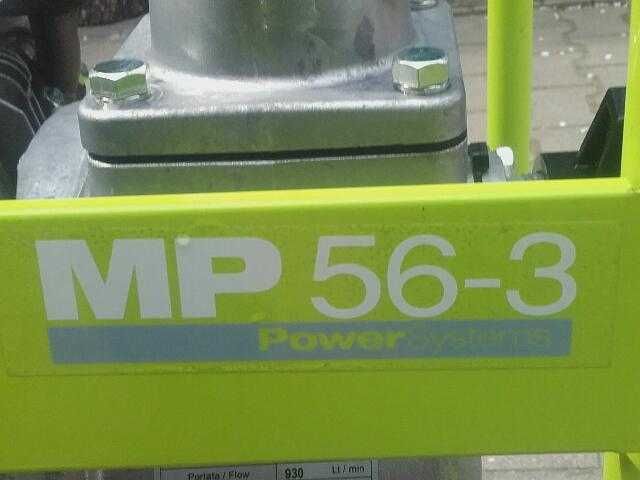 MP 56-3
PowerSystems
Portata / Flow 930 Lt / min